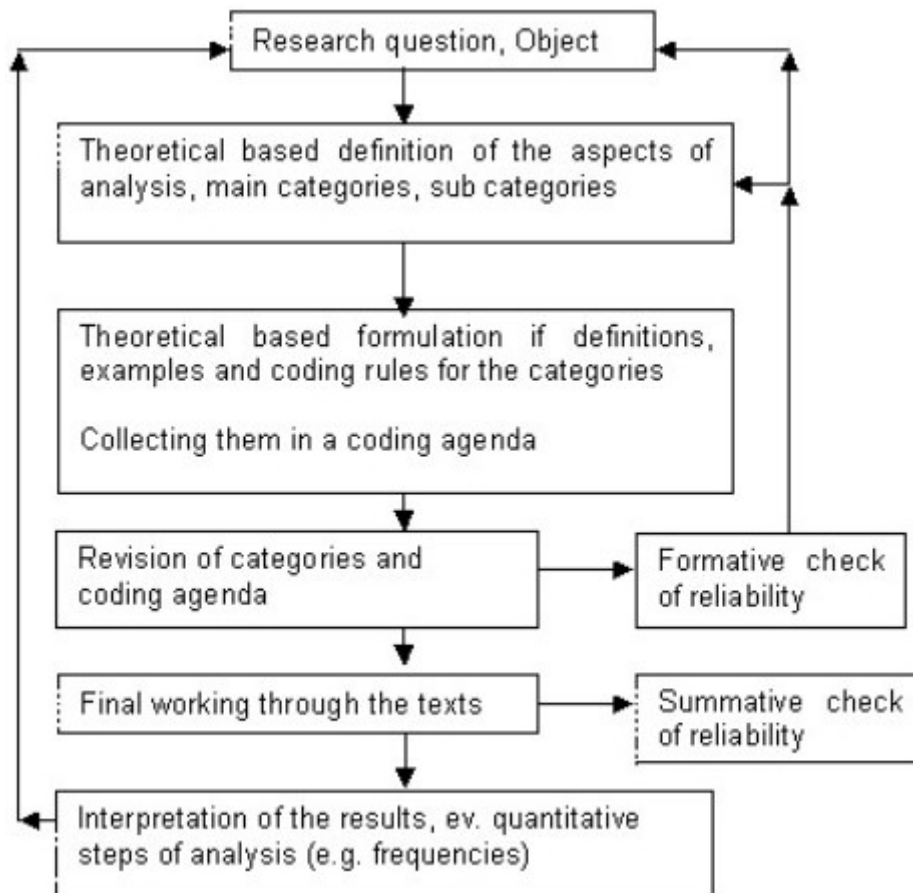 Research question, Object
Theoretical based definition of the aspects of
analysis, main categories, sub categories
Theoretical based formulation if definitions,
examples and coding rules for the categories
Collecting them in a coding agenda
Revision of categories and
coding agenda
Formative check
of reliability
Final working through the texts
Summative check
of reliability
Interpretation of the results, ev. quantitative
steps of analysis (e.g. frequencies)